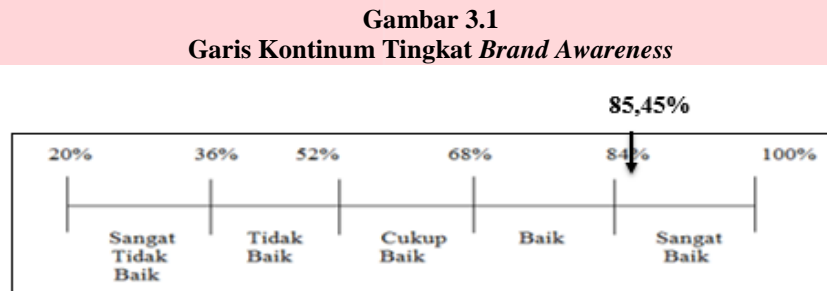 Gambar 3.1
Garis Kontinum Tingkat Brand Awareness
85,45%
20% 36% 52% 68% 84% 100%
Sangat Tidak Cukup Baik Sangat
Tidak Baik Baik Baik
Baik